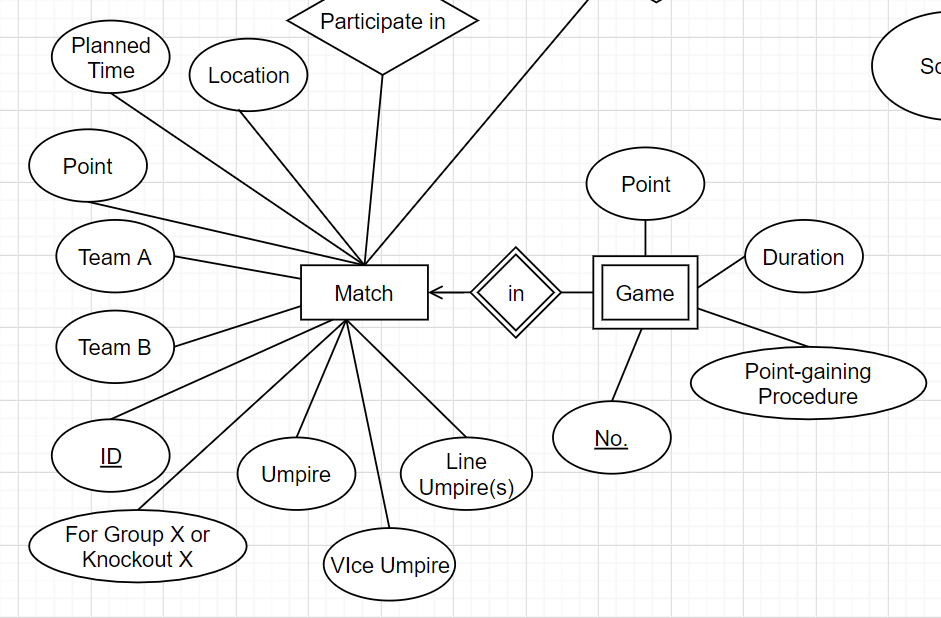 Participate in
Planned
Time
Location
Point
Point
Team A
Duration
Match
in
Game
Team B
Point-gaining
Procedure
ID
Umpire
Line
Umpire(s)
No.
For Group X or
Knockout X
VIce Umpire